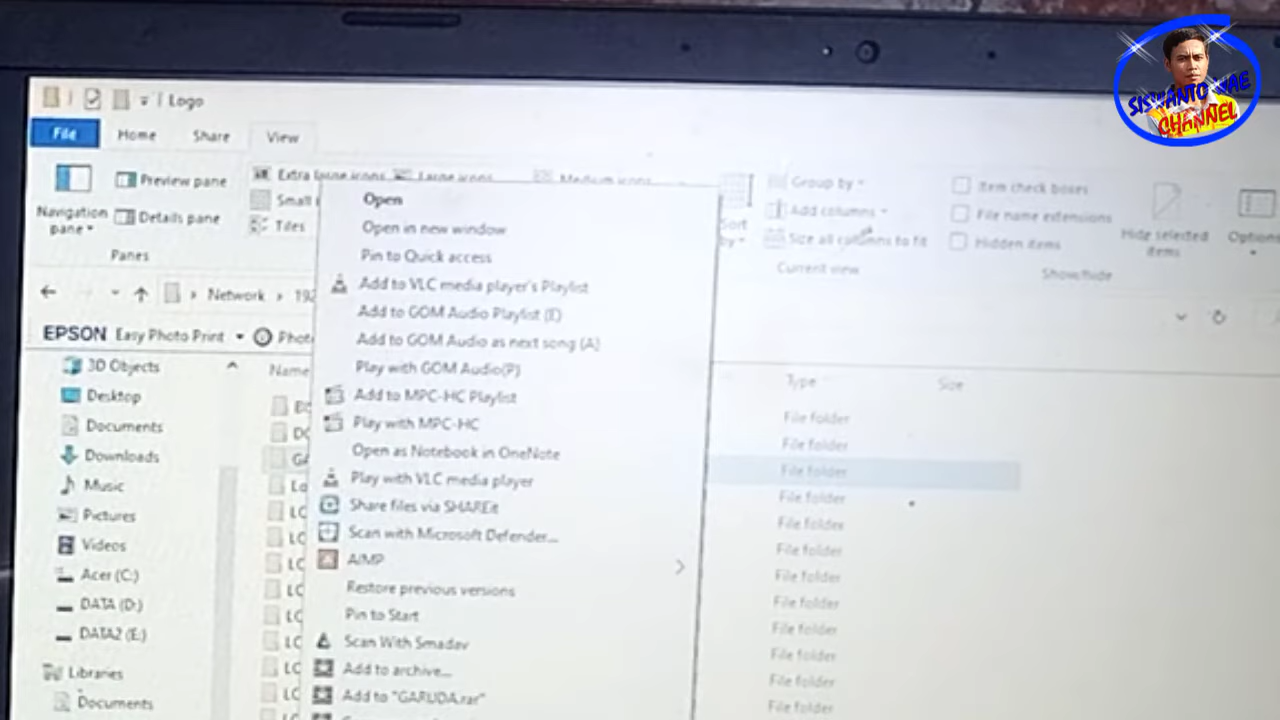 SISWANTO WAE
CHANNEL
Logo
File Home Share View
Navigation pane
Preview pane
Details pane
Panes
Extra large icons Large icons Medium icons
Small
Tiles
Sort by
Group by
Add columns
Size all columns to fit
Current view
Item check boxes
File name extensions
Hidden items
Hide selected items
Show/hide
Options
Network 192
EPSON Easy Photo Print
Name Type Size
3D Objects
Desktop
Documents
Downloads
Music
Pictures
Videos
Acer (C:)
DATA (D:)
DATA2 (E:)
Libraries
Documents
Open
Open in new window
Pin to Quick access
Add to VLC media player's Playlist
Add to GOM Audio Playlist (E)
Add to GOM Audio as next song (A)
Play with GOM Audio(P)
Add to MPC-HC Playlist
Play with MPC-HC
Open as Notebook in OneNote
Play with VLC media player
Share files via SHAREit
Scan with Microsoft Defender...
AIMP
Restore previous versions
Pin to Start
Scan With Smadav
Add to archive...
Add to "GARUDA.rar"
File folder
File folder
File folder
File folder
File folder
File folder
File folder
File folder
File folder
File folder
File folder
File folder